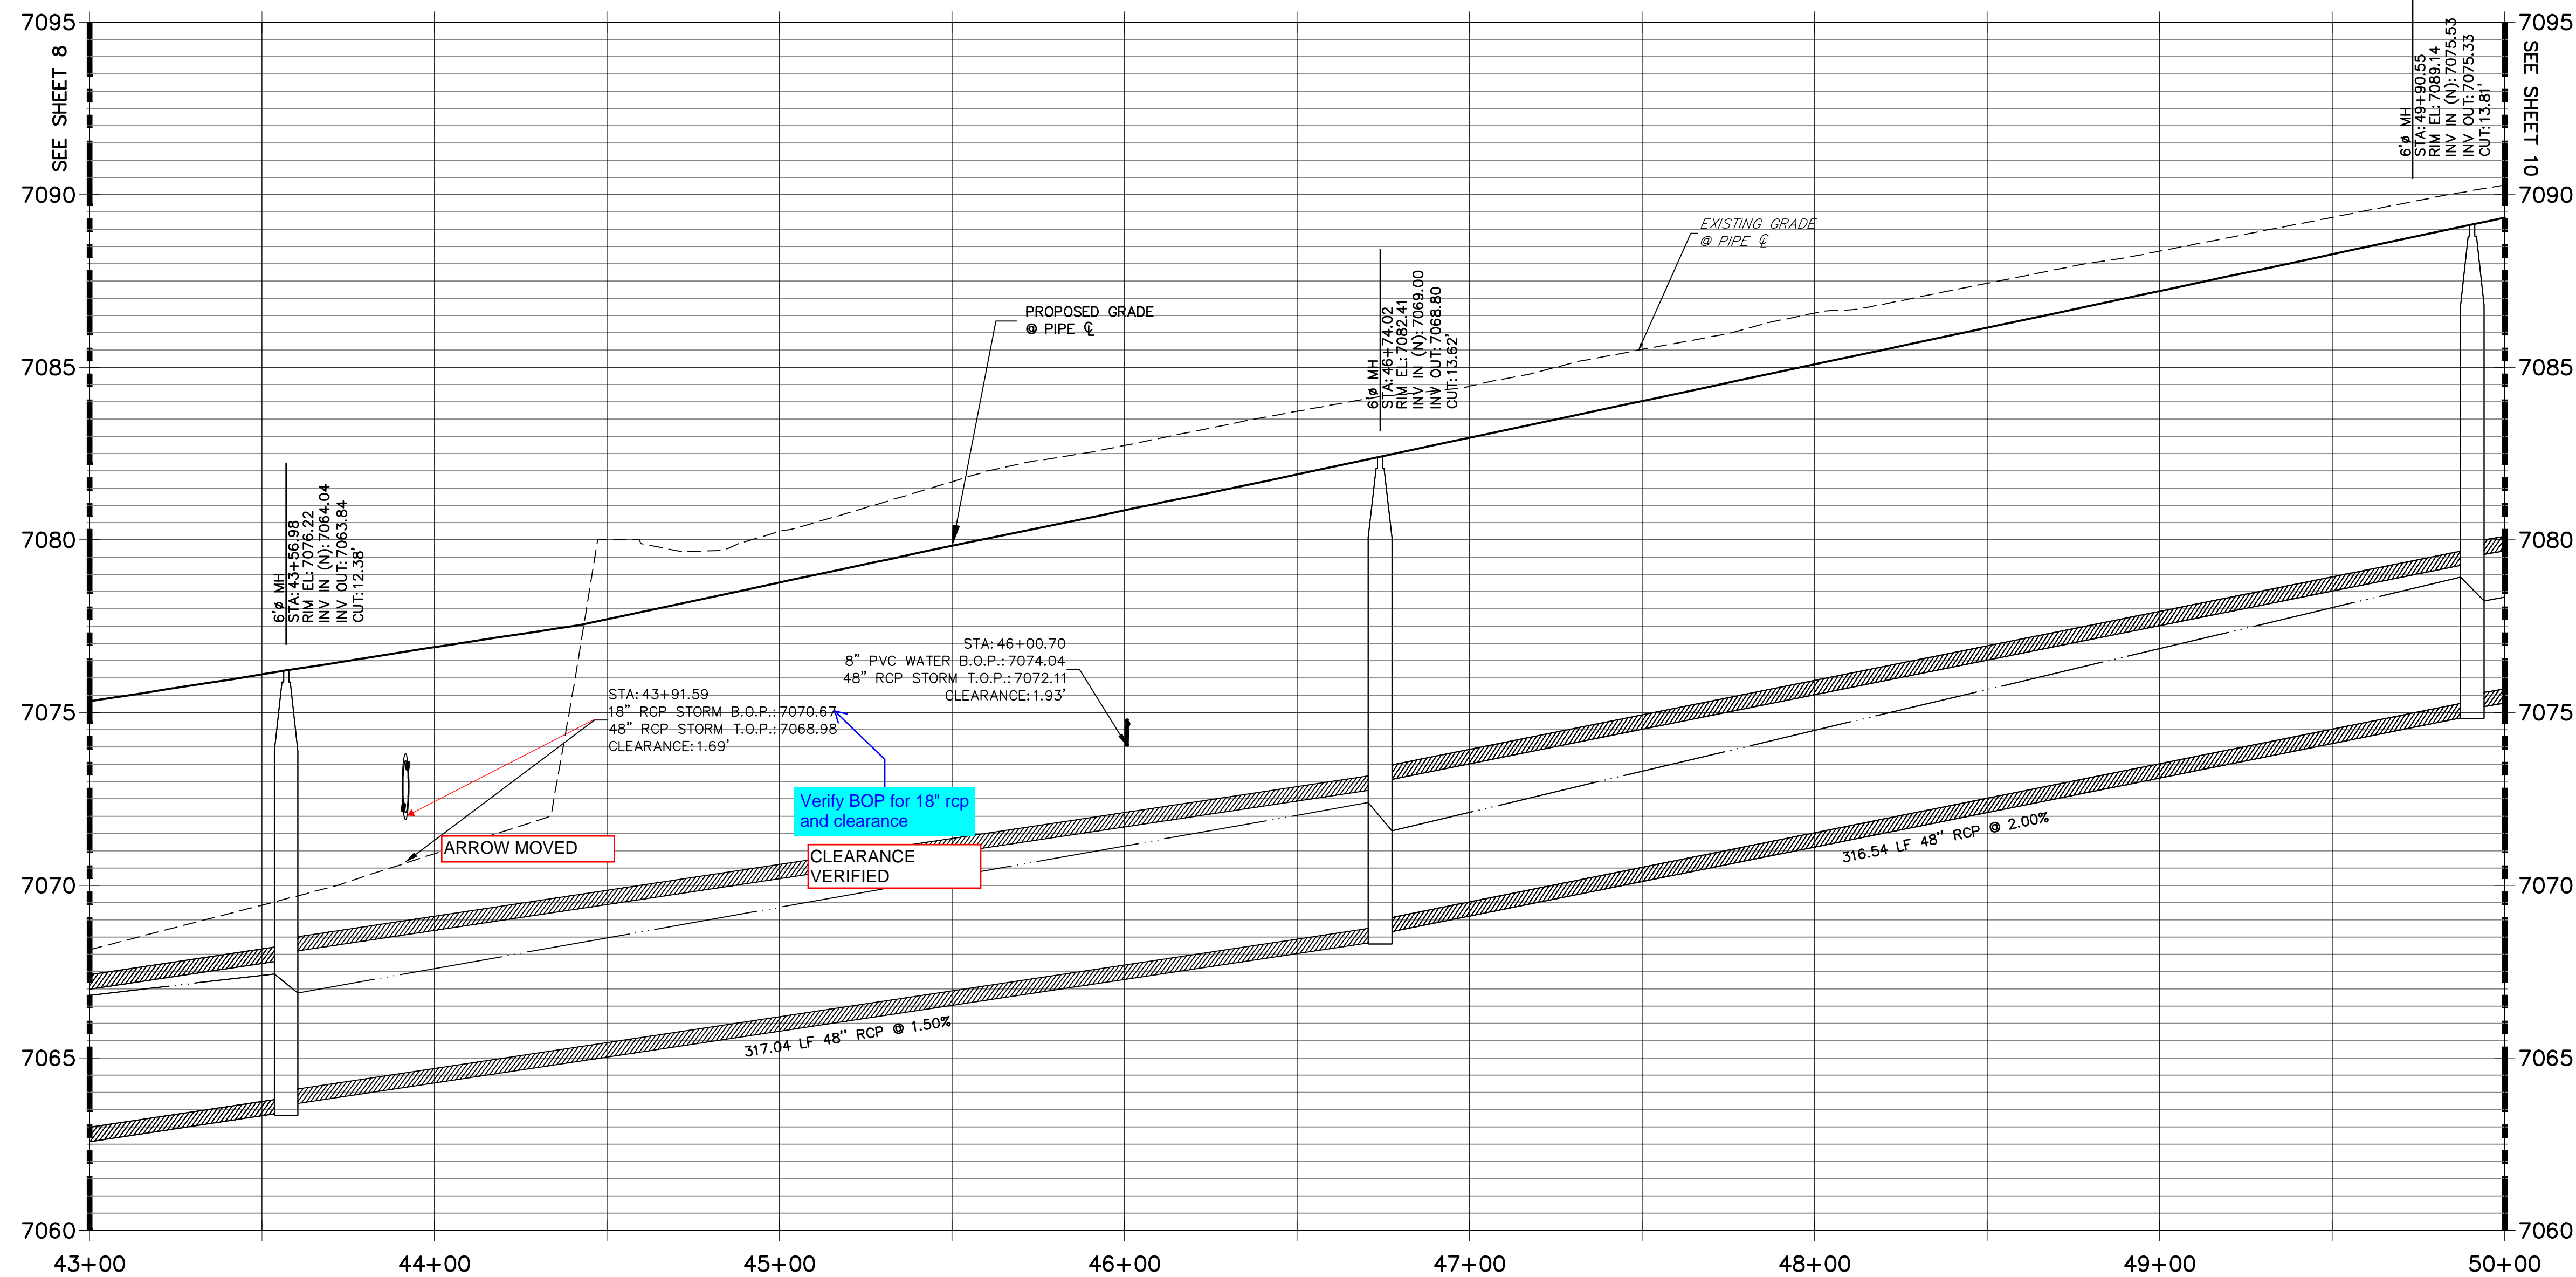 7095
7090
7085
7080
7075
7070
7065
7060
SEE SHEET 8
6'ø MH
STA: 43+56.98
RIM EL: 7076.22
INV IN (N): 7064.04
INV OUT: 7063.84
CUT: 12.38'
STA: 43+91.59
18" RCP STORM B.O.P.: 7070.67
48" RCP STORM T.O.P.: 7068.98
CLEARANCE: 1.69'
ARROW MOVED
Verify BOP for 18" rcp
and clearance
CLEARANCE
VERIFIED
317.04 LF 48" RCP @ 1.50%
STA: 46+00.70
8" PVC WATER B.O.P.: 7074.04
48" RCP STORM T.O.P.: 7072.11
CLEARANCE: 1.93'
PROPOSED GRADE
@ PIPE ℄
6'ø MH
STA: 46+74.02
RIM EL: 7082.41
INV IN (N): 7069.00
INV OUT: 7068.80
CUT: 13.62'
EXISTING GRADE
@ PIPE ℄
316.54 LF 48" RCP @ 2.00%
6'ø MH
STA: 49+90.55
RIM EL: 7089.14
INV IN (N): 7075.53
INV OUT: 7075.33
CUT: 13.81'
SEE SHEET 10
7095
7090
7085
7080
7075
7070
7065
7060
43+00
44+00
45+00
46+00
47+00
48+00
49+00
50+00